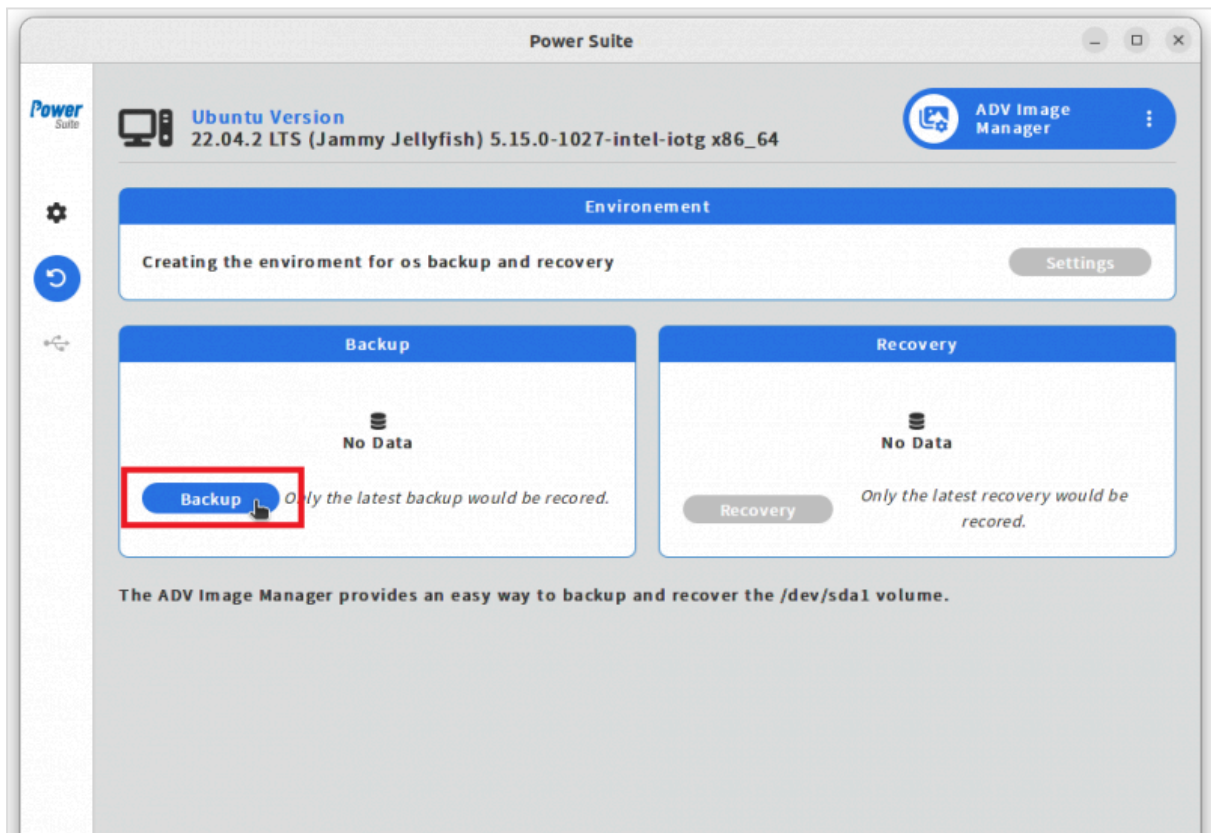 Power Suite
Power
Suite
Ubuntu Version
22.04.2 LTS (Jammy Jellyfish) 5.15.0-1027-intel-iotg x86_64
ADV Image
Manager
Environement
Creating the enviroment for os backup and recovery
Settings
Backup
No Data
Backup
Only the latest backup would be recored.
Recovery
No Data
Recovery
Only the latest recovery would be
recored.
The ADV Image Manager provides an easy way to backup and recover the /dev/sda1 volume.